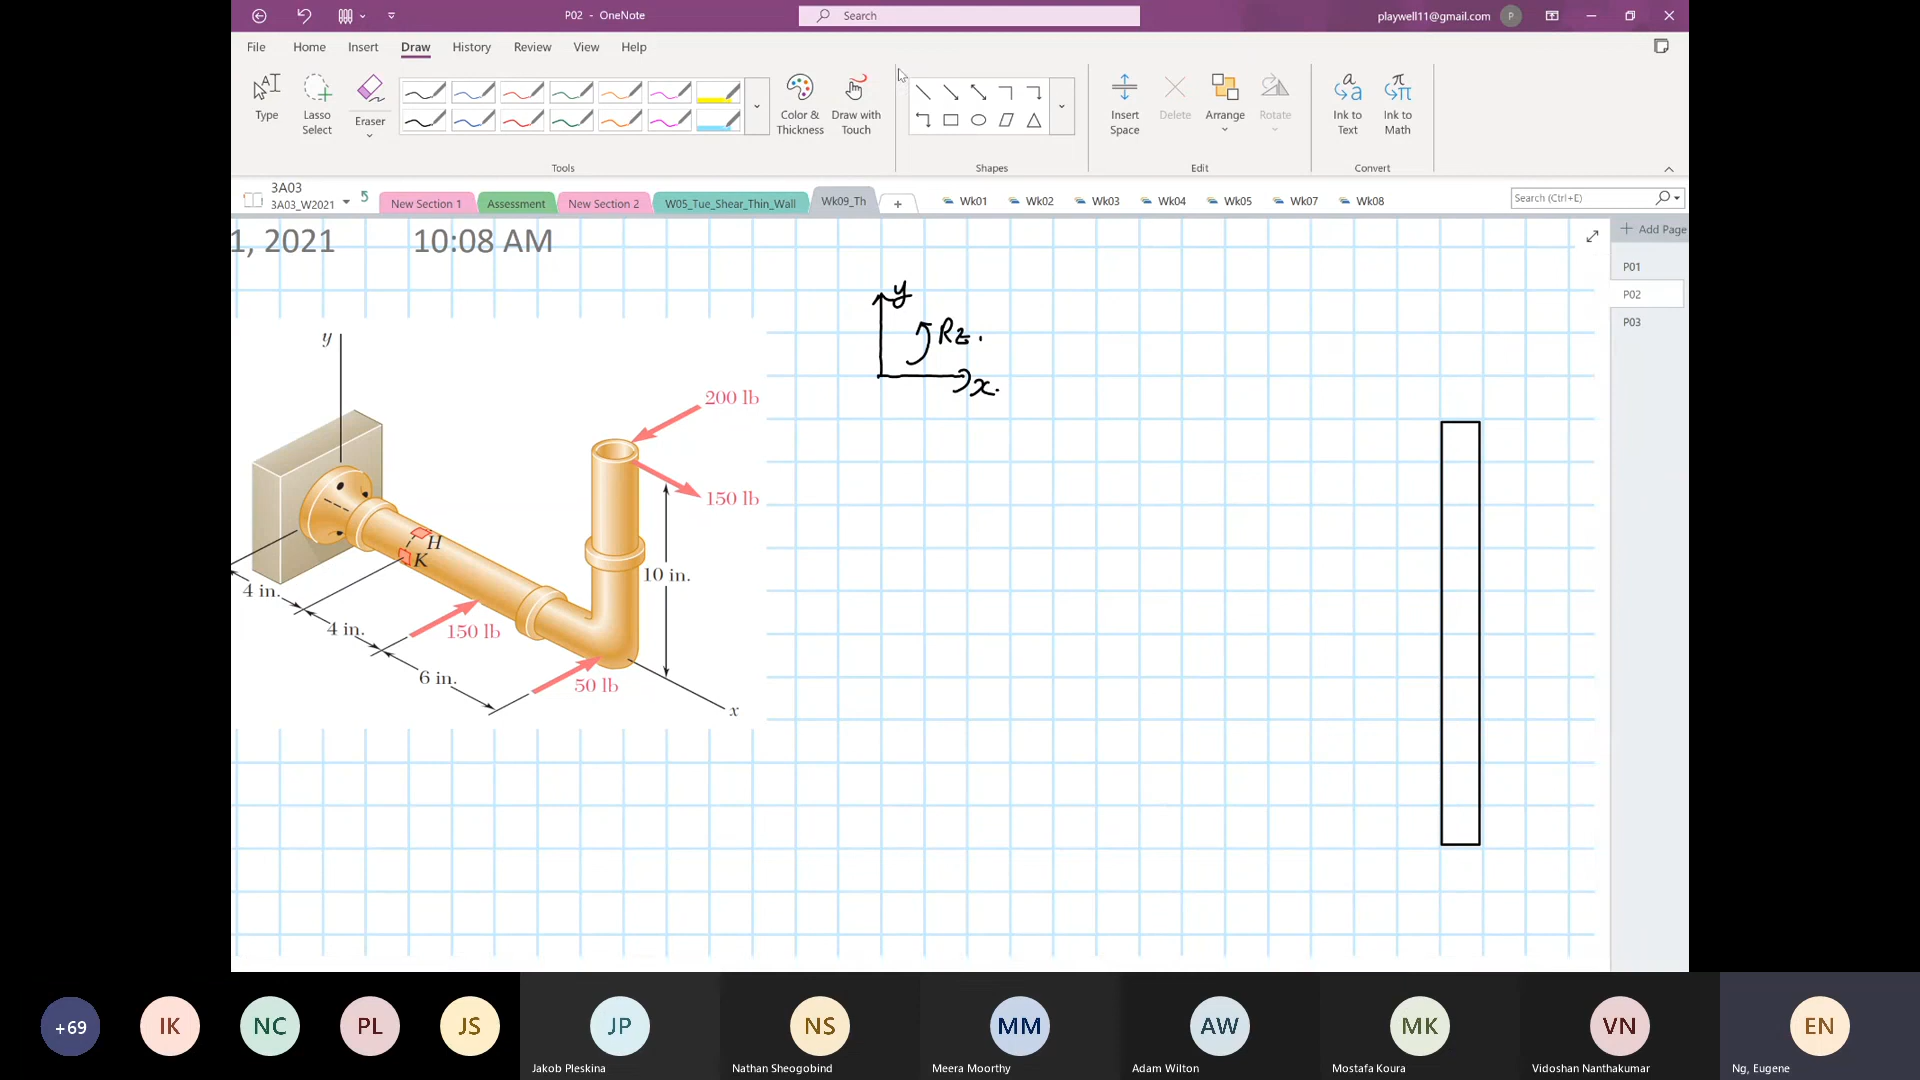 P02 - OneNote
Search
playwell11@gmail.com
P
File Home Insert Draw History Review View Help
Type
Lasso Select
Eraser
Color & Thickness
Draw with Touch
Insert Space
Delete
Arrange
Rotate
Ink to Text
Ink to Math
Tools
Shapes
Edit
Convert
3A03
3A03_W2021
New Section 1
Assessment
New Section 2
W05_Tue_Shear_Thin_Wall
Wk09_Th
+
Wk01
Wk02
Wk03
Wk04
Wk05
Wk07
Wk08
Search (Ctrl+E)
Add Page
P01
P02
P03
1, 2021 10:08 AM
y
Rz.
x.
y
200 lb
150 lb
H
K
10 in.
4 in.
4 in.
150 lb
6 in.
50 lb
x
+69
IK
NC
PL
JS
JP
NS
MM
AW
MK
VN
EN
Jakob Pleskina
Nathan Sheogobind
Meera Moorthy
Adam Wilton
Mostafa Koura
Vidoshan Nanthakumar
Ng, Eugene